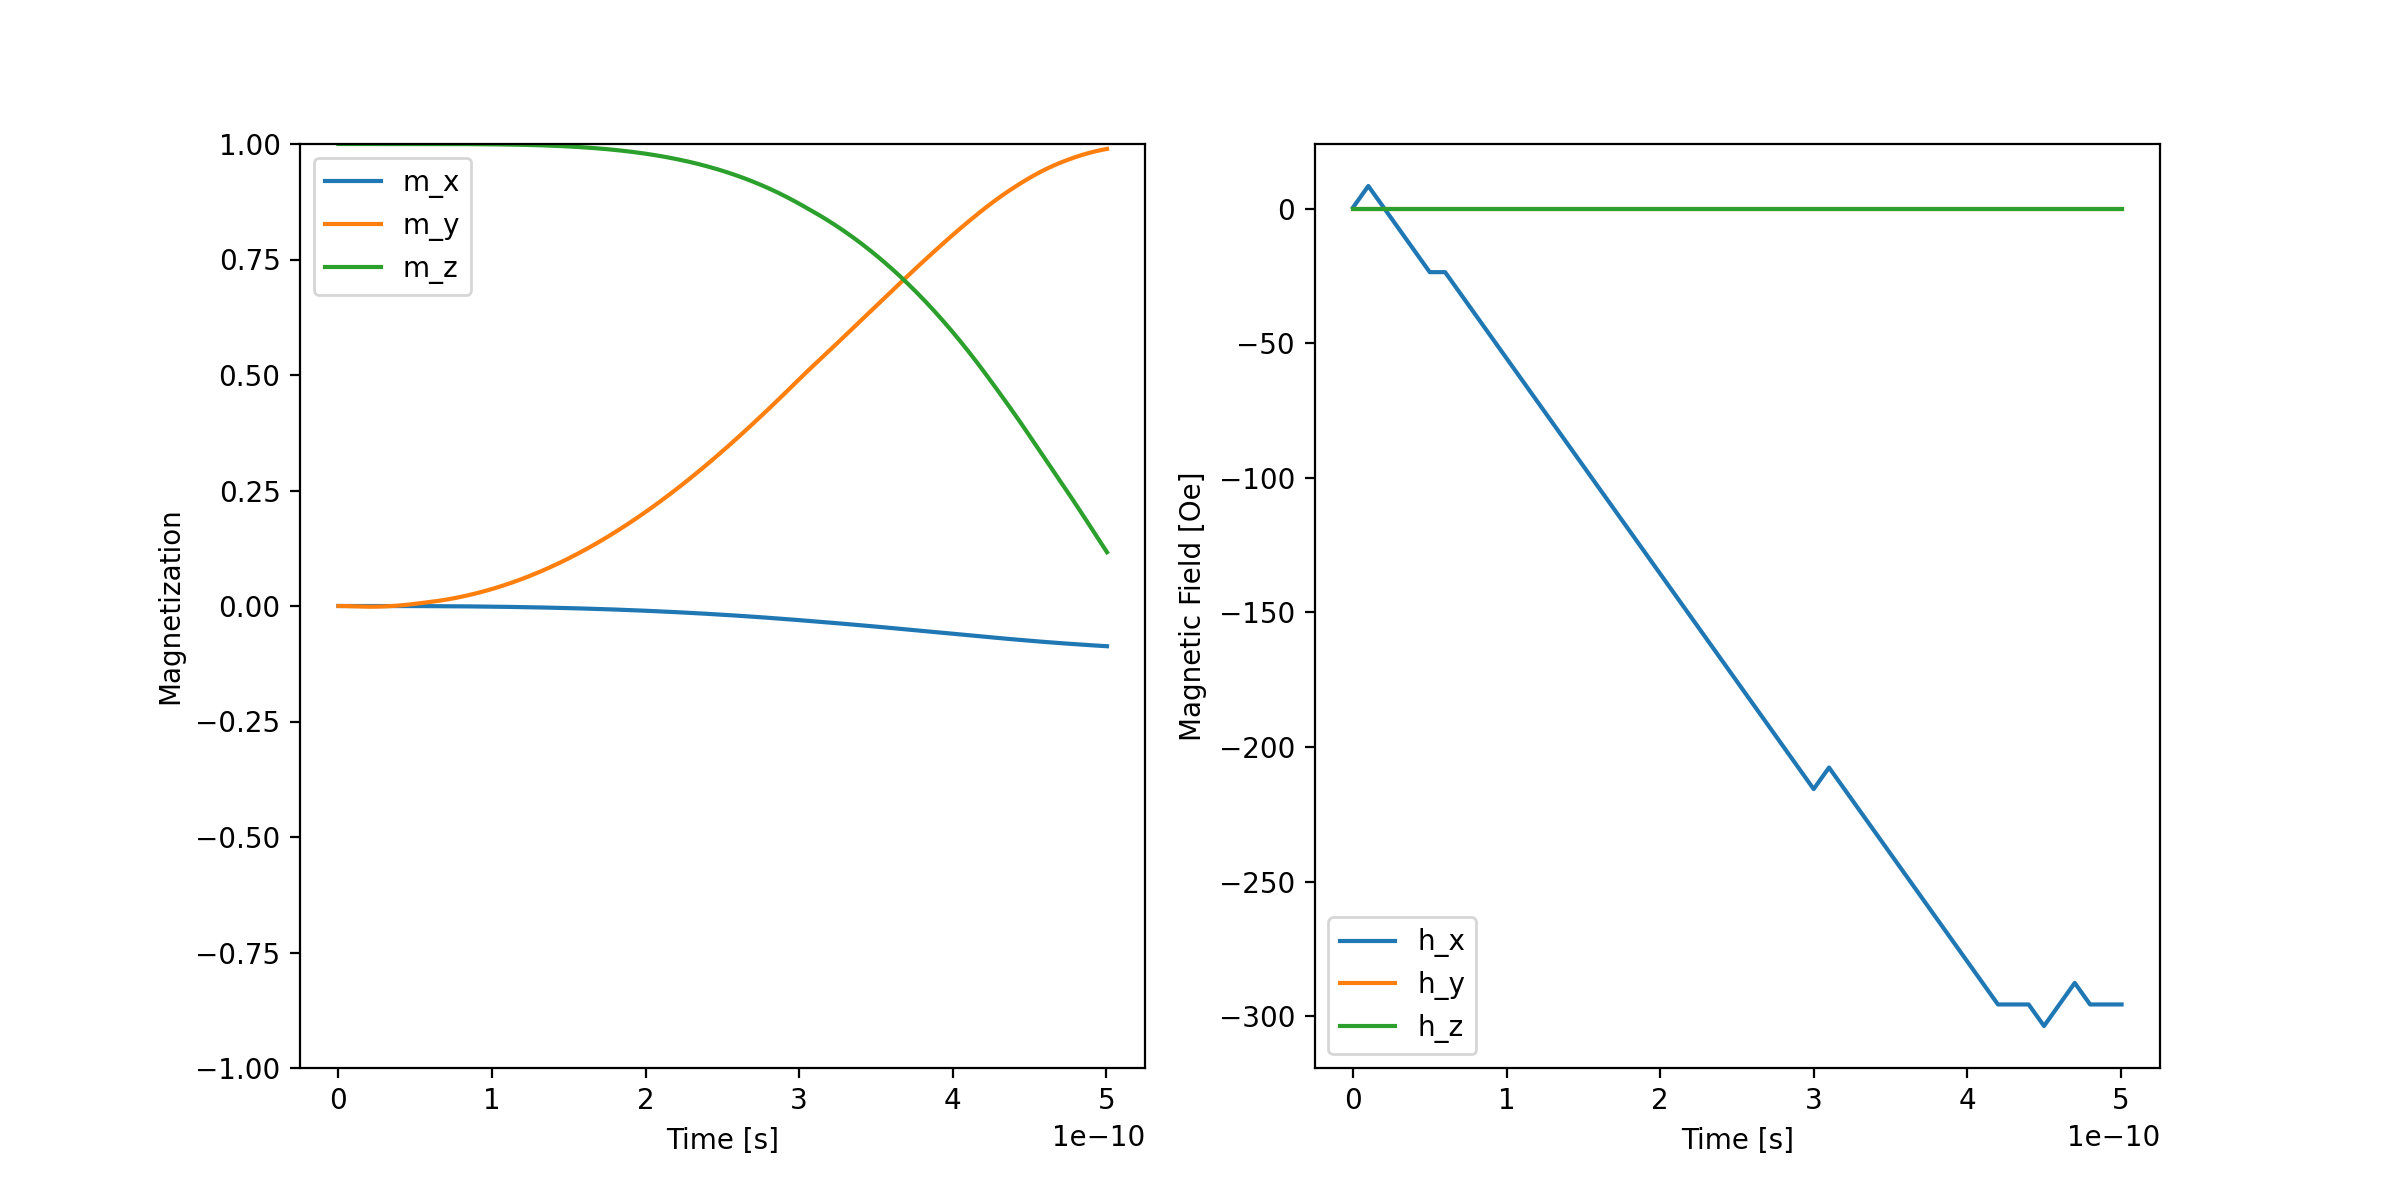 1.00
0.75
0.50
0.25
0.00
−0.25
−0.50
−0.75
−1.00
Magnetization
m_x
m_y
m_z
0 1 2 3 4 5
1e−10
Time [s]
0
−50
−100
−150
−200
−250
−300
Magnetic Field [Oe]
h_x
h_y
h_z
0 1 2 3 4 5
1e−10
Time [s]